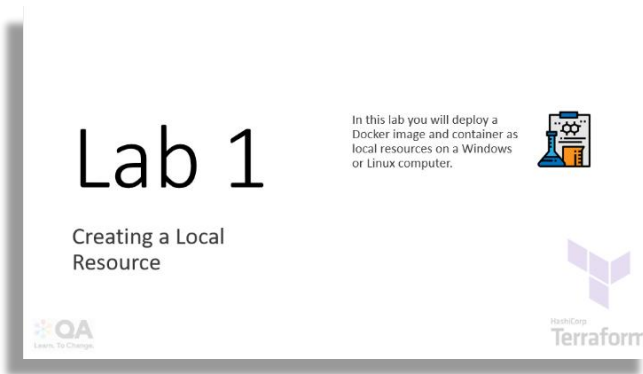 Lab 1
Creating a Local
Resource
In this lab you will deploy a
Docker image and container as
local resources on a Windows
or Linux computer.
QA
Learn. To Change.
HashiCorp
Terraform